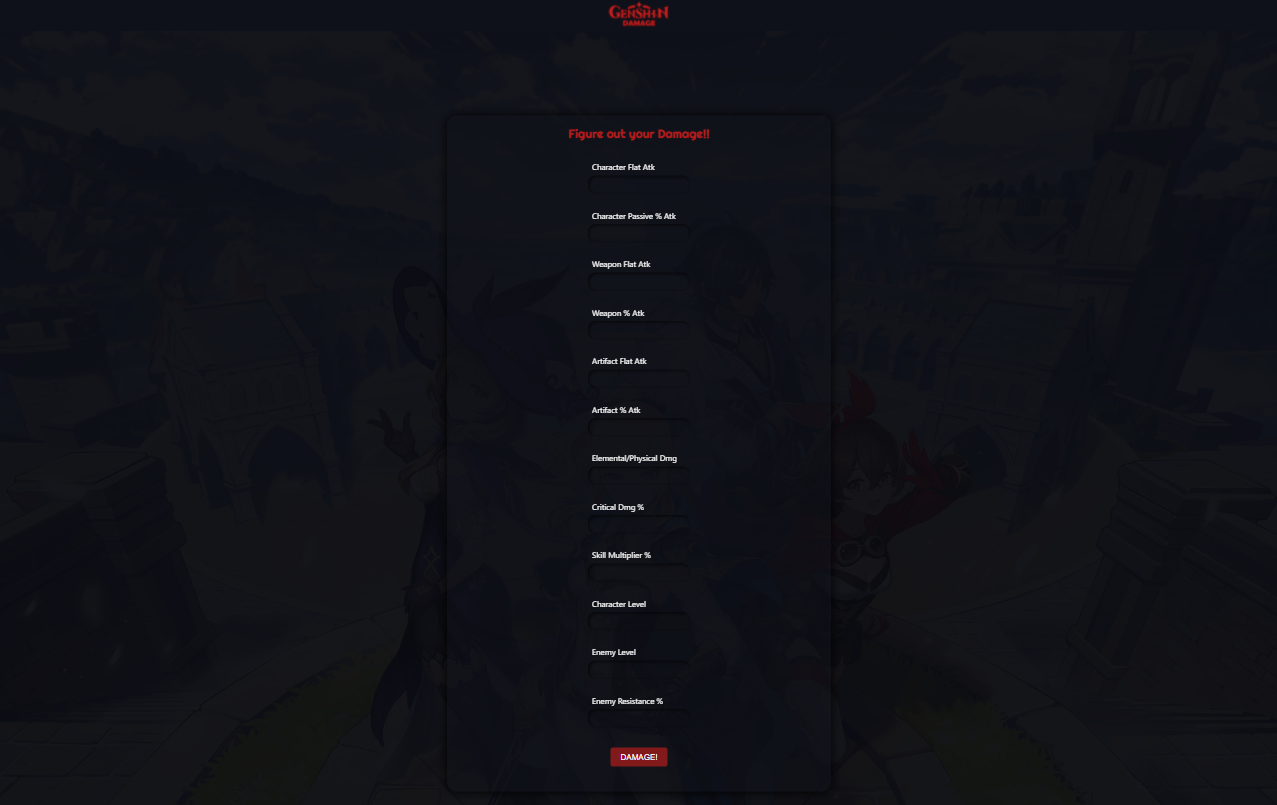 GENSHIN
DAMAGE
Figure out your Damage!!
Character Flat Atk
Character Passive % Atk
Weapon Flat Atk
Weapon % Atk
Artifact Flat Atk
Artifact % Atk
Elemental/Physical Dmg
Critical Dmg %
Skill Multiplier %
Character Level
Enemy Level
Enemy Resistance %
DAMAGE!